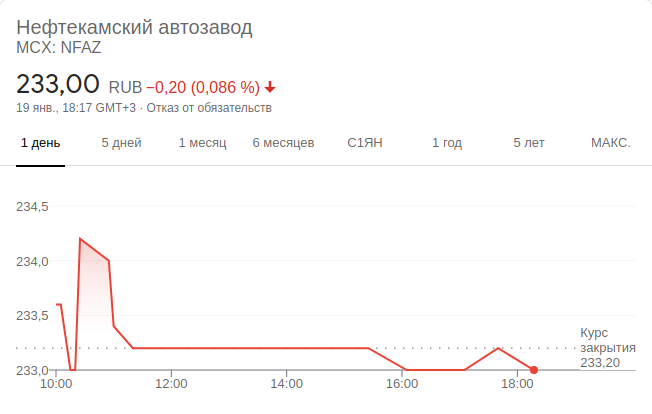 Нефтекамский автозавод
MCX: NFAZ
233,00 RUB −0,20 (0,086 %)
19 янв., 18:17 GMT+3 · Отказ от обязательств
1 день 5 дней 1 месяц 6 месяцев С1ЯН 1 год 5 лет МАКС.
234,5
234,0
233,5
Курс
закрытия
233,20
233,0
10:00 12:00 14:00 16:00 18:00